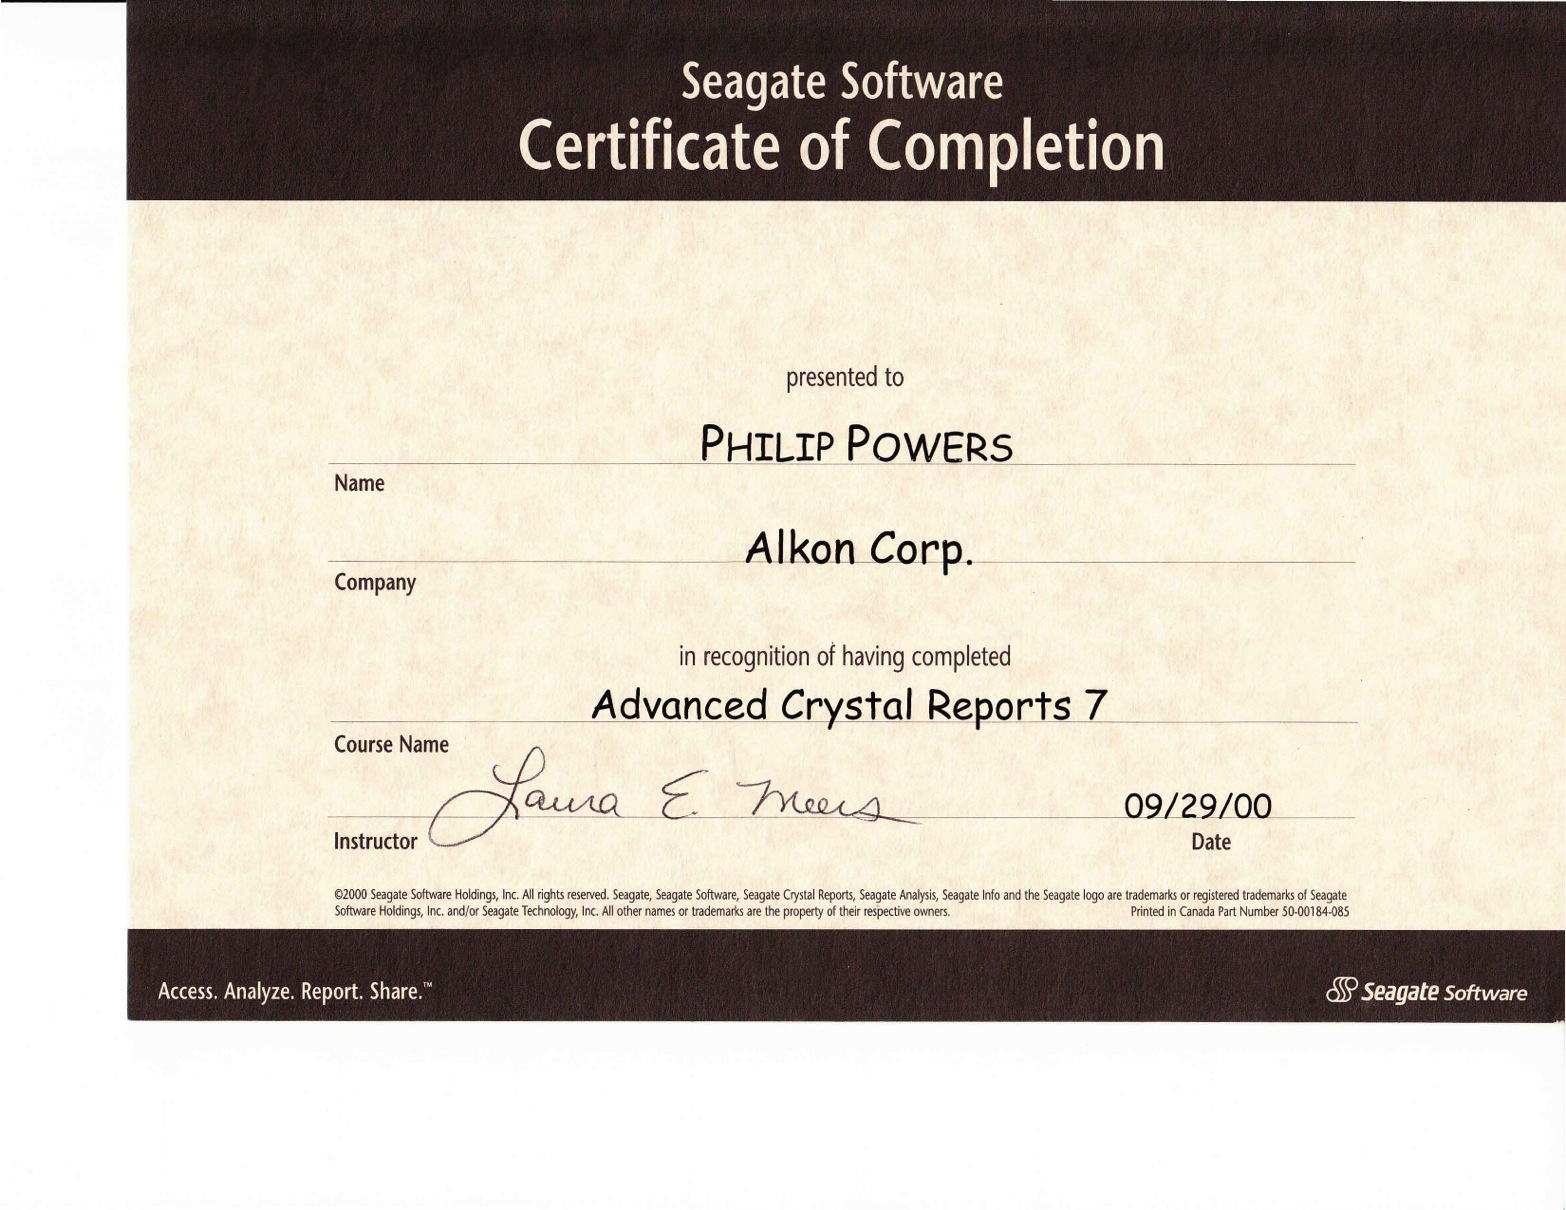 Seagate Software
Certificate of Completion
presented to
PHILIP POWERS
Name
Alkon Corp.
Company
in recognition of having completed
Advanced Crystal Reports 7
Course Name
Laura E. Meers
09/29/00
Instructor
Date
©2000 Seagate Software Holdings, Inc. All rights reserved. Seagate, Seagate Software, Seagate Crystal Reports, Seagate Analysis, Seagate Info and the Seagate logo are trademarks or registered trademarks of Seagate
Software Holdings, Inc. and/or Seagate Technology, Inc. All other names or trademarks are the property of their respective owners.
Printed in Canada Part Number 50-00184-085
Access. Analyze. Report. Share.™
Seagate Software